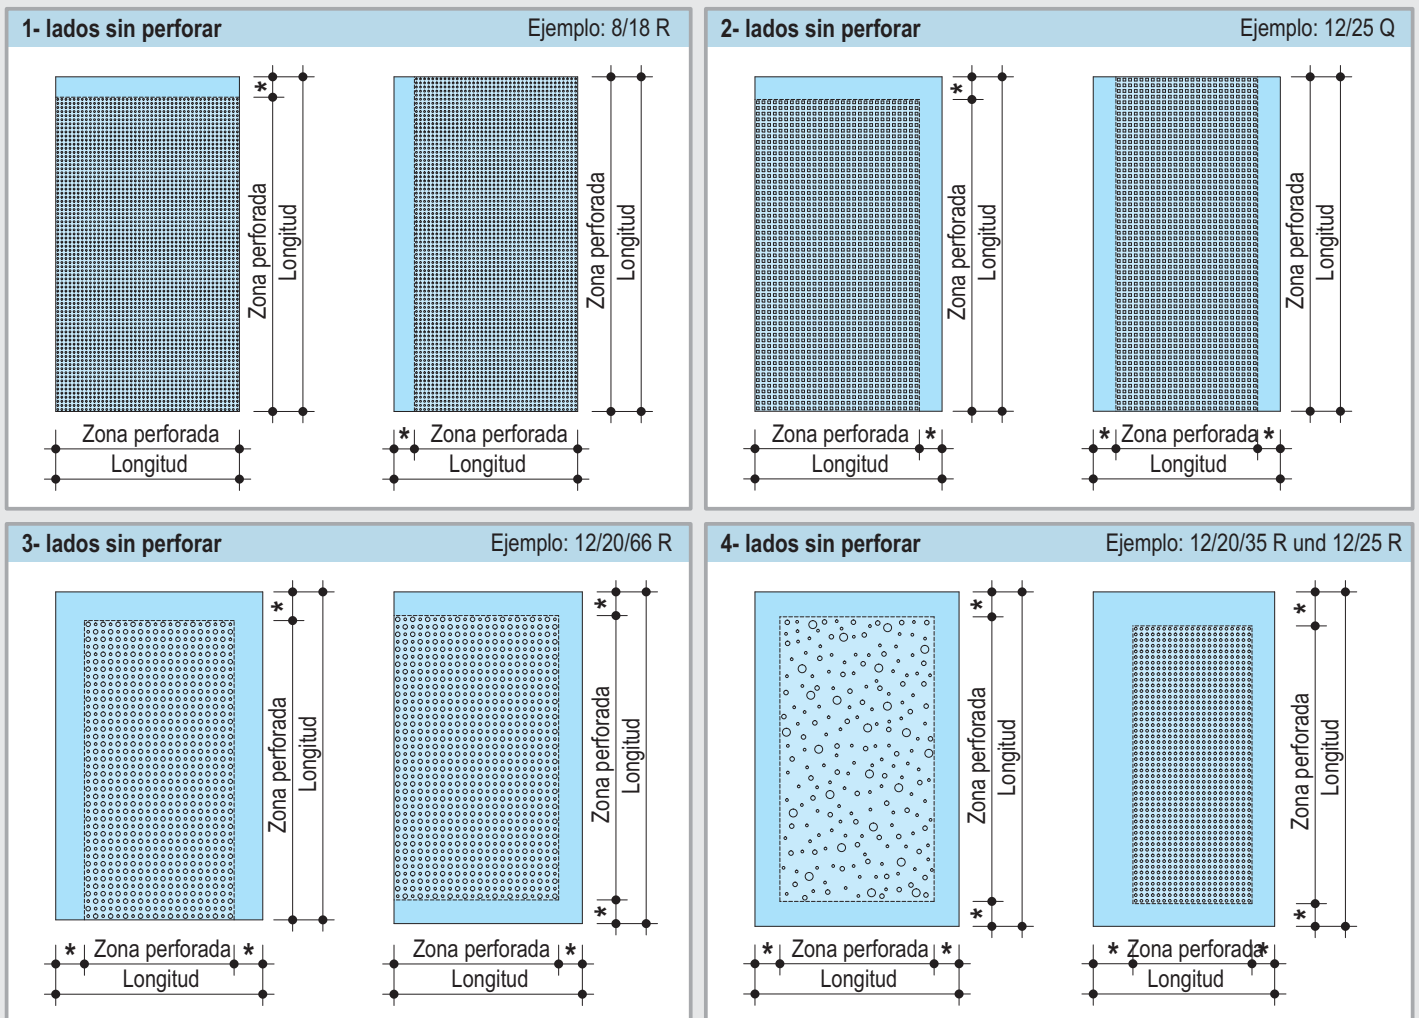 1- lados sin perforar Ejemplo: 8/18 R
*
Zona perforada
Longitud
Zona perforada
Longitud
Zona perforada
Longitud
* Zona perforada
Longitud
2- lados sin perforar Ejemplo: 12/25 Q
*
Zona perforada
Longitud
Zona perforada
Longitud
Zona perforada *
Longitud
* Zona perforada *
Longitud
3- lados sin perforar Ejemplo: 12/20/66 R
*
Zona perforada
Longitud
*
Zona perforada
Longitud
*
* Zona perforada *
Longitud
Zona perforada *
Longitud
4- lados sin perforar Ejemplo: 12/20/35 R und 12/25 R
*
Zona perforada
Longitud
*
*
Zona perforada
Longitud
*
* Zona perforada *
Longitud
* Zona perforada *
Longitud